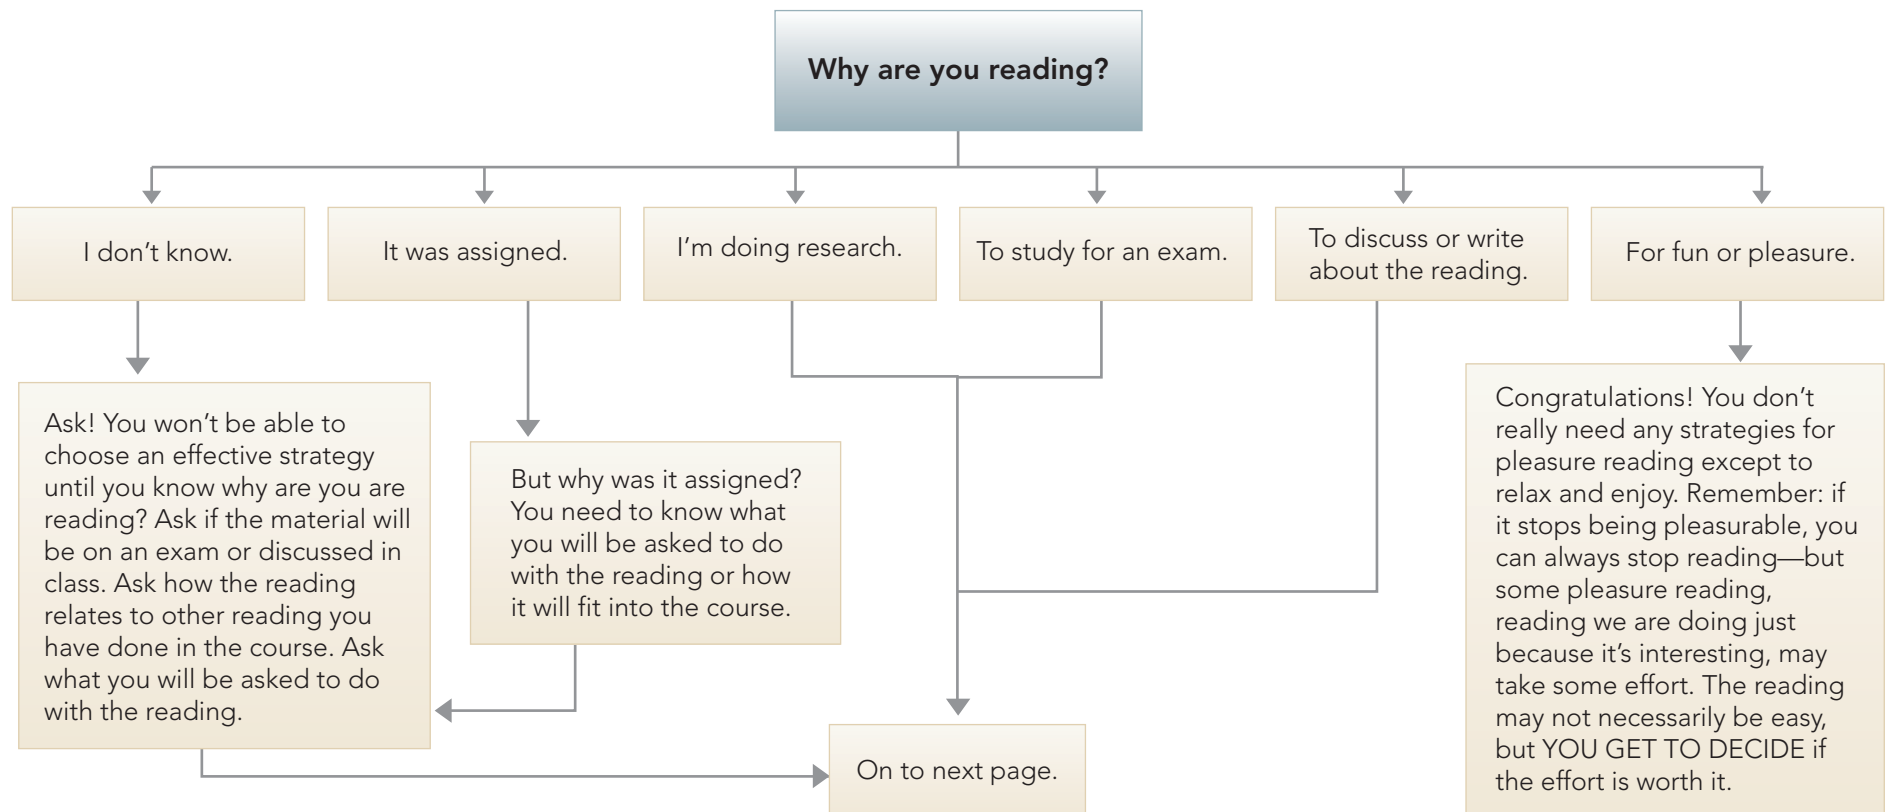 Why are you reading?
I don't know.
It was assigned.
I'm doing research.
To study for an exam.
To discuss or write
about the reading.
For fun or pleasure.
Ask! You won't be able to
choose an effective strategy
until you know why are you are
reading? Ask if the material will
be on an exam or discussed in
class. Ask how the reading
relates to other reading you
have done in the course. Ask
what you will be asked to do
with the reading.
But why was it assigned?
You need to know what
you will be asked to do
with the reading or how
it will fit into the course.
Congratulations! You don't
really need any strategies for
pleasure reading except to
relax and enjoy. Remember: if
it stops being pleasurable, you
can always stop reading—but
some pleasure reading,
reading we are doing just
because it's interesting, may
take some effort. The reading
may not necessarily be easy,
but YOU GET TO DECIDE if
the effort is worth it.
On to next page.